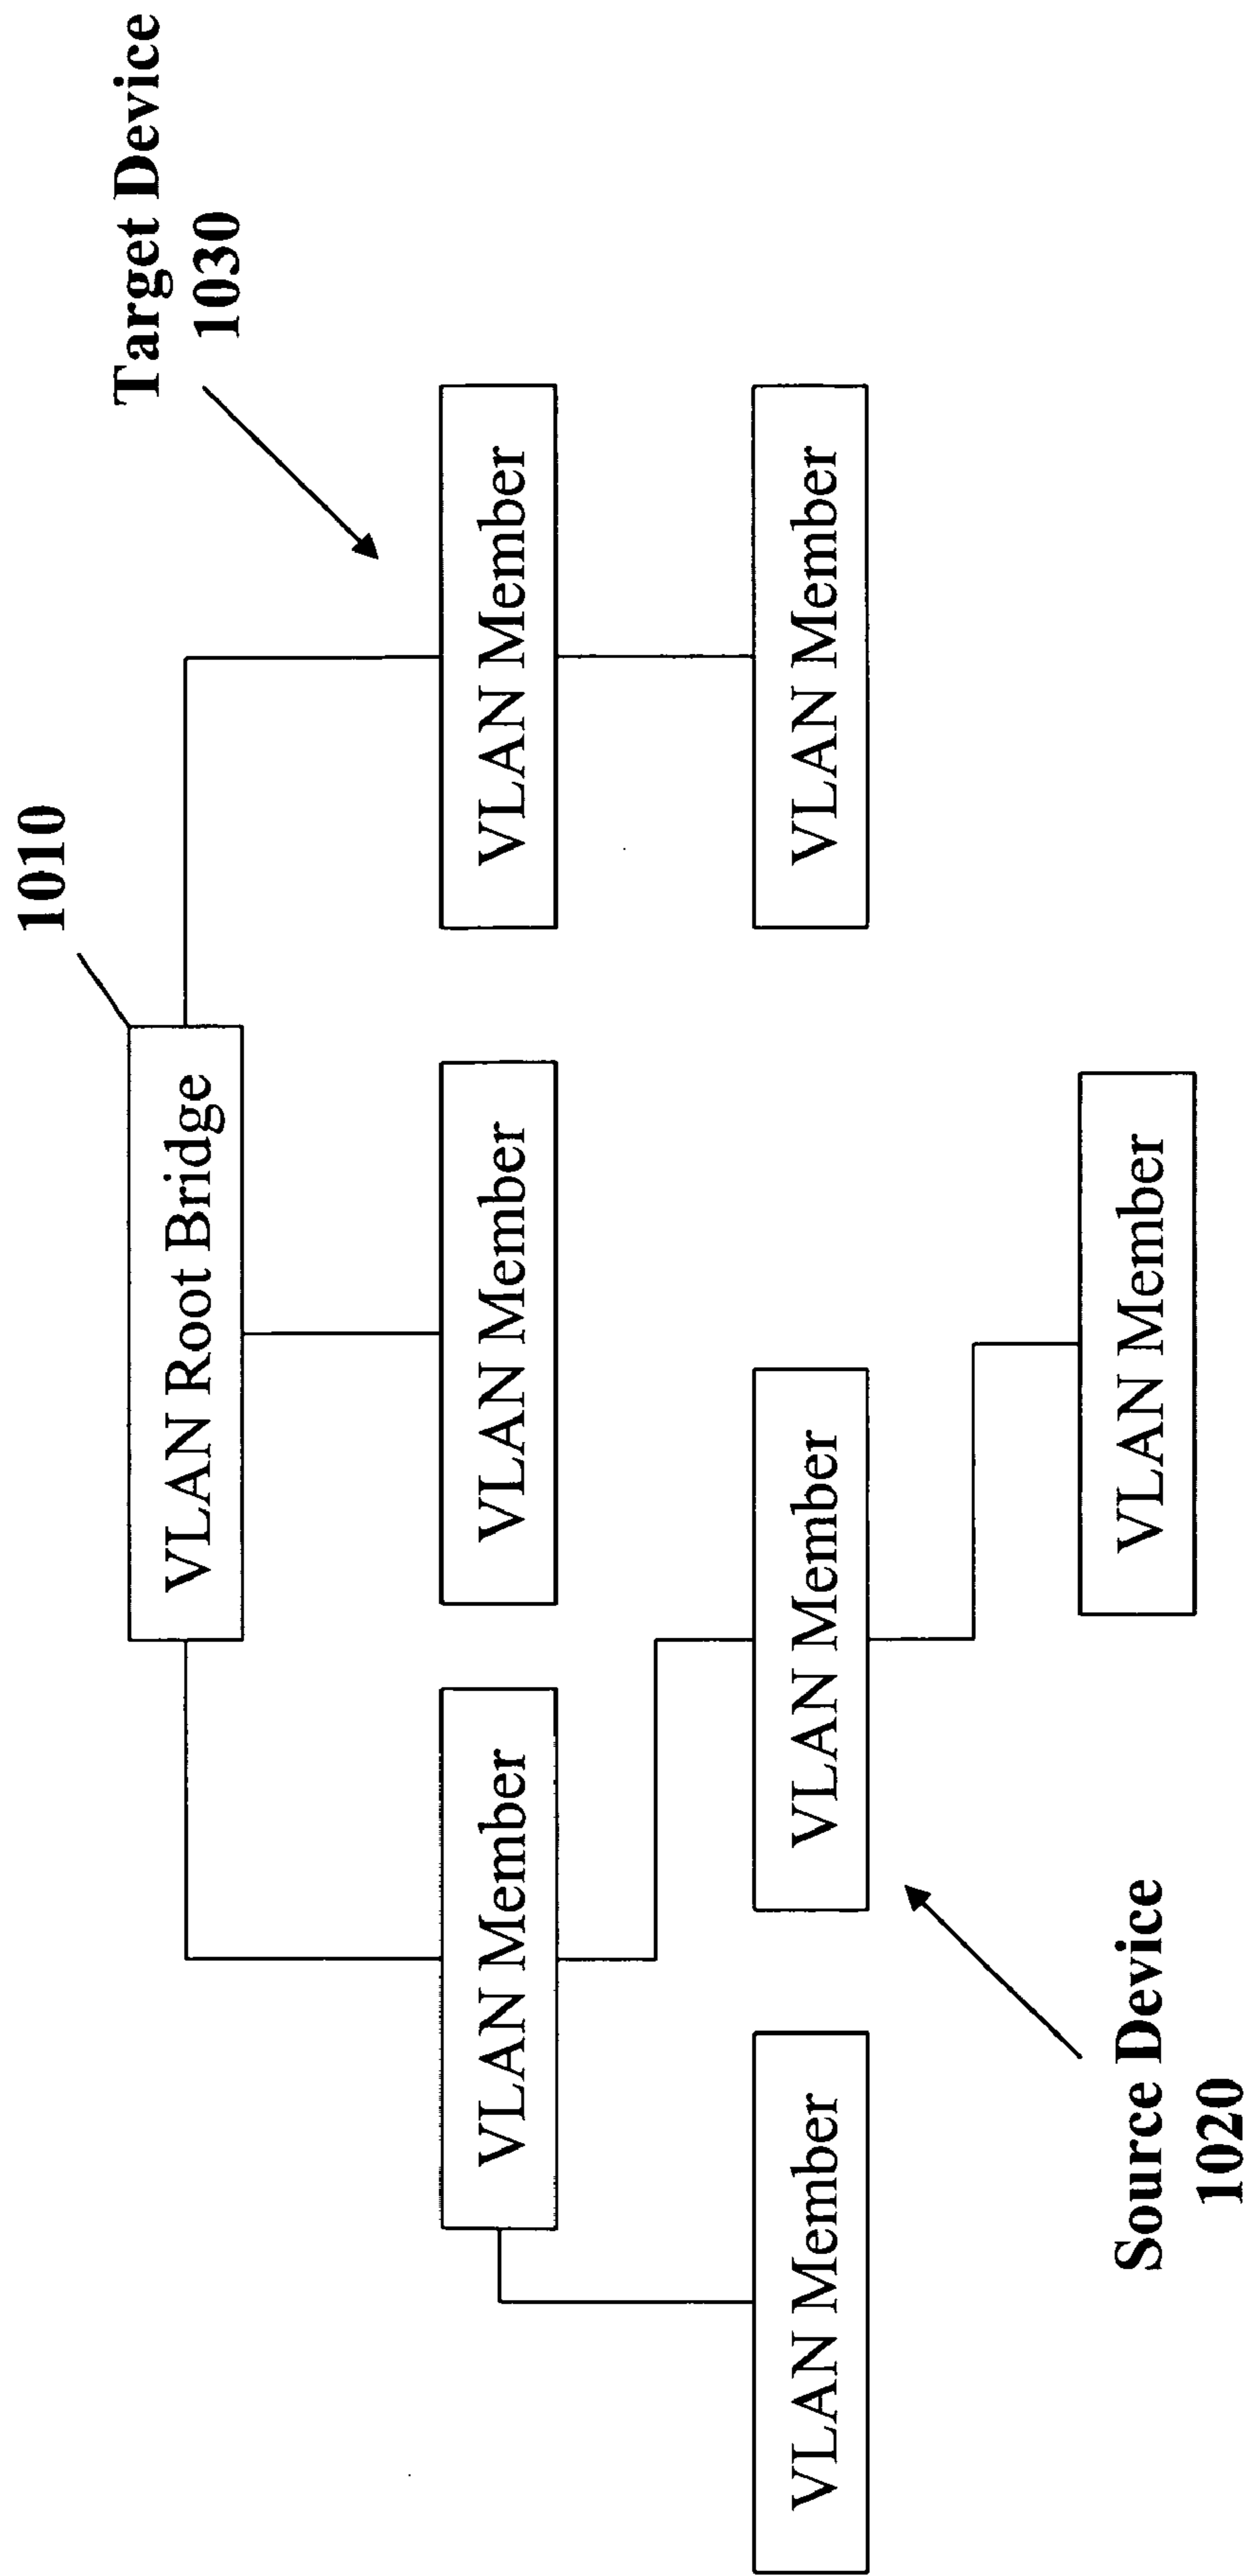 1010
Target Device
1030
VLAN Root Bridge
VLAN Member
VLAN Member
VLAN Member
VLAN Member
VLAN Member
VLAN Member
VLAN Member
Source Device
1020